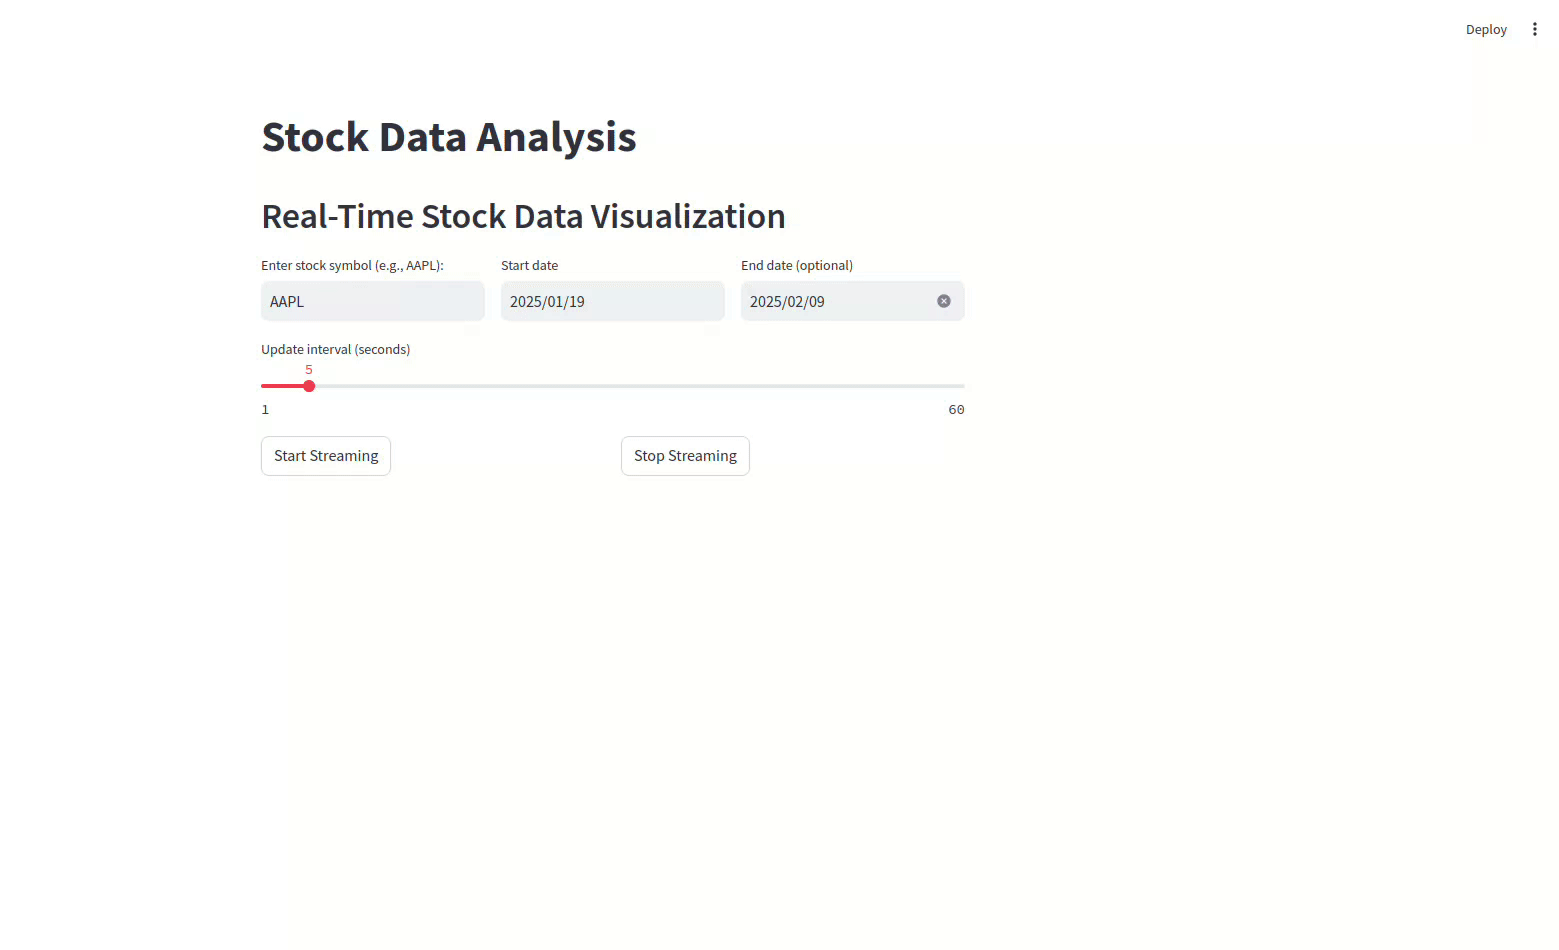 Deploy
Stock Data Analysis
Real-Time Stock Data Visualization
Enter stock symbol (e.g., AAPL): Start date End date (optional)
AAPL 2025/01/19 2025/02/09
Update interval (seconds)
5
1 60
Start Streaming Stop Streaming